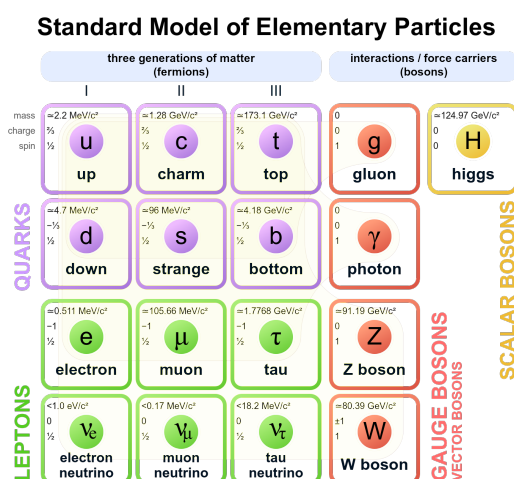 Standard Model of Elementary Particles
three generations of matter
(fermions)
interactions / force carriers
(bosons)
I II III
mass
charge
spin
≃2.2 MeV/c²
⅔
½
u
up
≃1.28 GeV/c²
⅔
½
c
charm
≃173.1 GeV/c²
⅔
½
t
top
0
0
1
g
gluon
≃124.97 GeV/c²
0
0
H
higgs
QUARKS
≃4.7 MeV/c²
−⅓
½
d
down
≃96 MeV/c²
−⅓
½
s
strange
≃4.18 GeV/c²
−⅓
½
b
bottom
0
0
1
γ
photon
SCALAR BOSONS
LEPTONS
≃0.511 MeV/c²
−1
½
e
electron
≃105.66 MeV/c²
−1
½
μ
muon
≃1.7768 GeV/c²
−1
½
τ
tau
≃91.19 GeV/c²
0
1
Z
Z boson
GAUGE BOSONS
VECTOR BOSONS
<1.0 eV/c²
0
½
νe
electron
neutrino
<0.17 MeV/c²
0
½
νμ
muon
neutrino
<18.2 MeV/c²
0
½
ντ
tau
neutrino
≃80.39 GeV/c²
±1
1
W
W boson